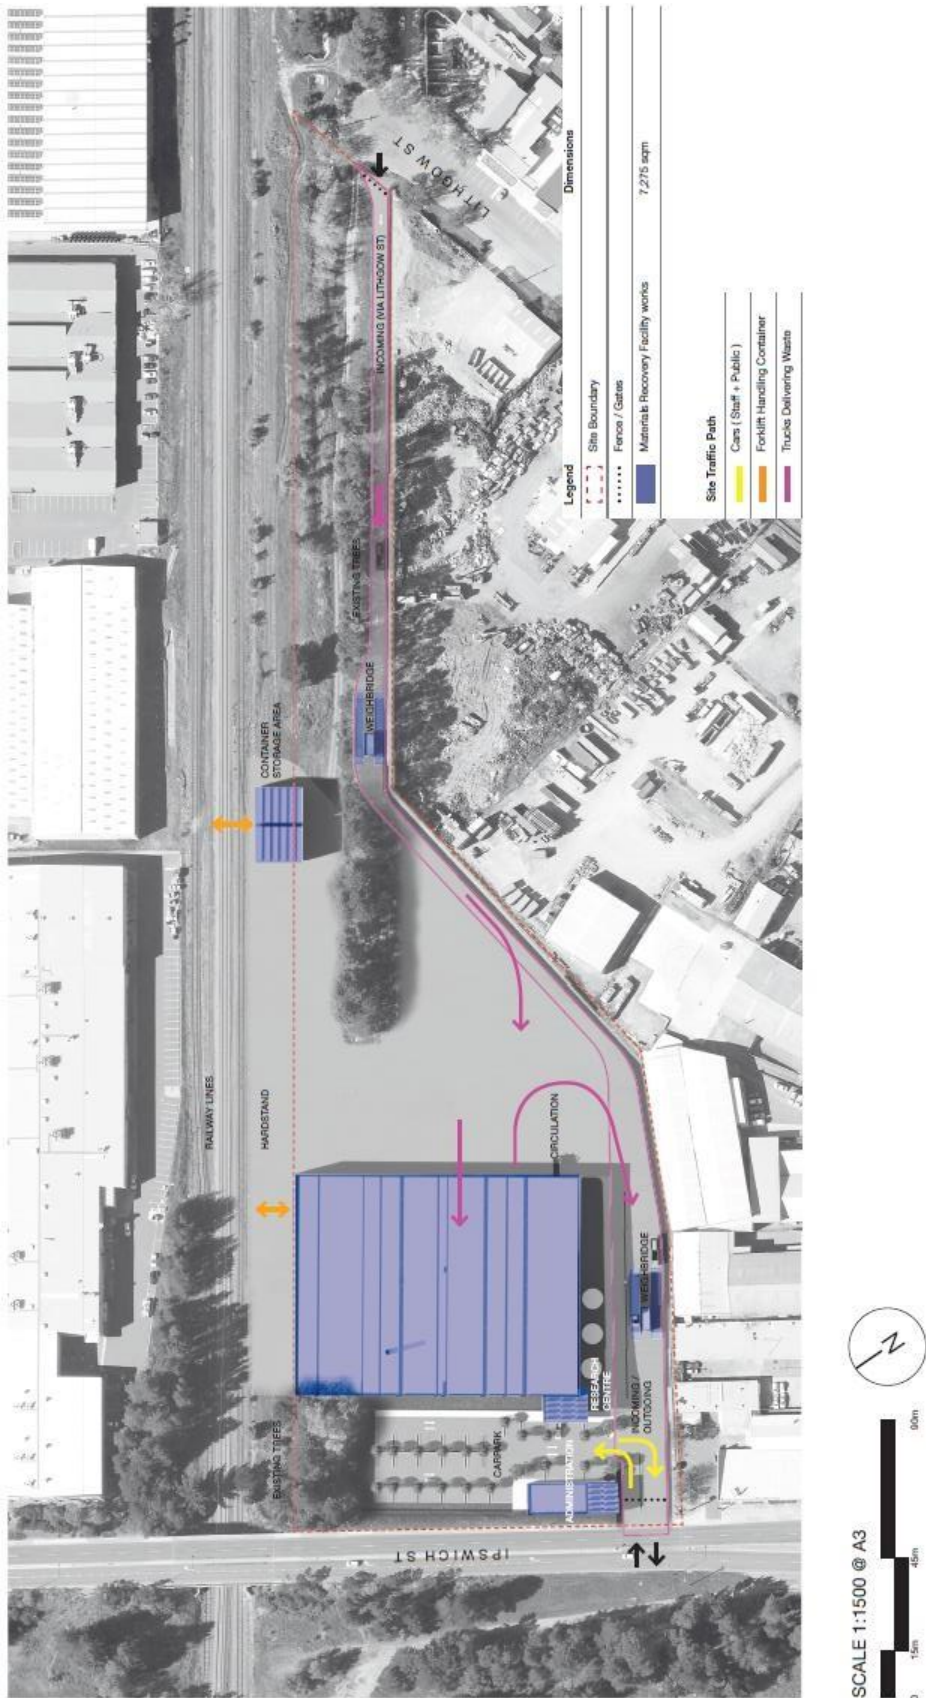 LITHGOW ST
INCOMING (VIA LITHGOW ST)
EXISTING TREES
WEIGHBRIDGE
CONTAINER
STORAGE AREA
RAILWAY LINES
HARDSTAND
CIRCULATION
WEIGHBRIDGE
RESEARCH
CENTRE
INCOMING /
OUTGOING
CARPARK
ADMINISTRATION
EXISTING TREES
IPSWICH ST
Legend
Dimensions
Site Boundary
Fence / Gates
Materials Recovery Facility works
7,275 sqm
Site Traffic Path
Cars ( Staff + Public )
Forklift Handling Container
Trucks Delivering Waste
SCALE 1:1500 @ A3
0
15m
45m
90m
N